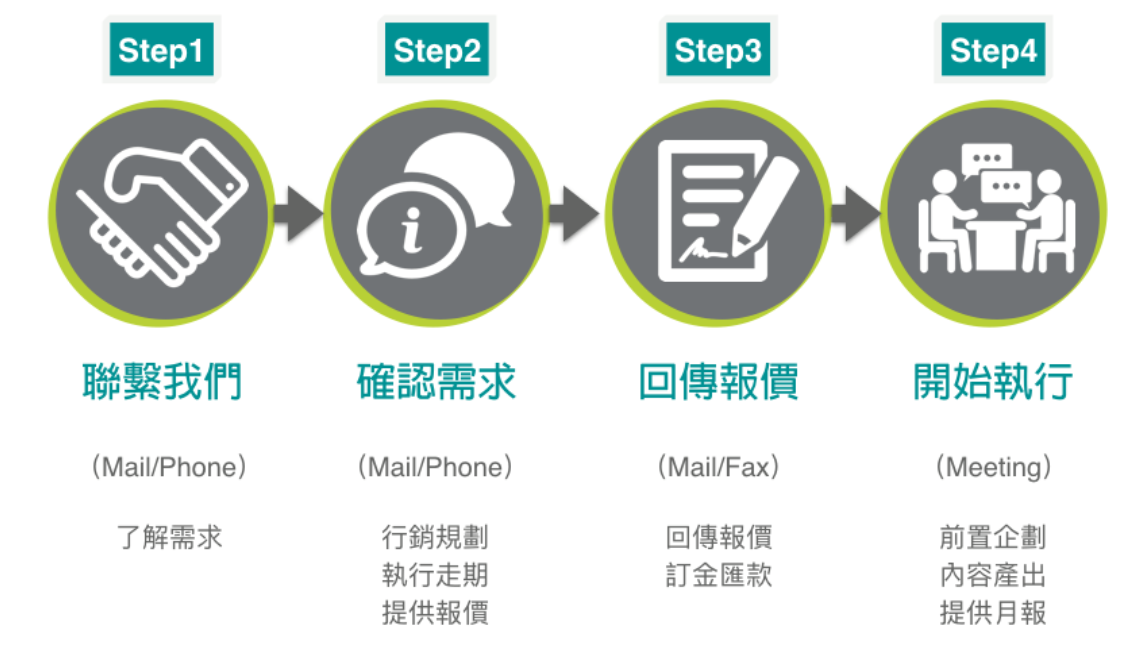 Step1
Step2
Step3
Step4
i
聯繫我們
確認需求
回傳報價
開始執行
（Mail/Phone）
（Mail/Phone）
（Mail/Fax）
（Meeting）
了解需求
行銷規劃
執行走期
提供報價
回傳報價
訂金匯款
前置企劃
內容產出
提供月報